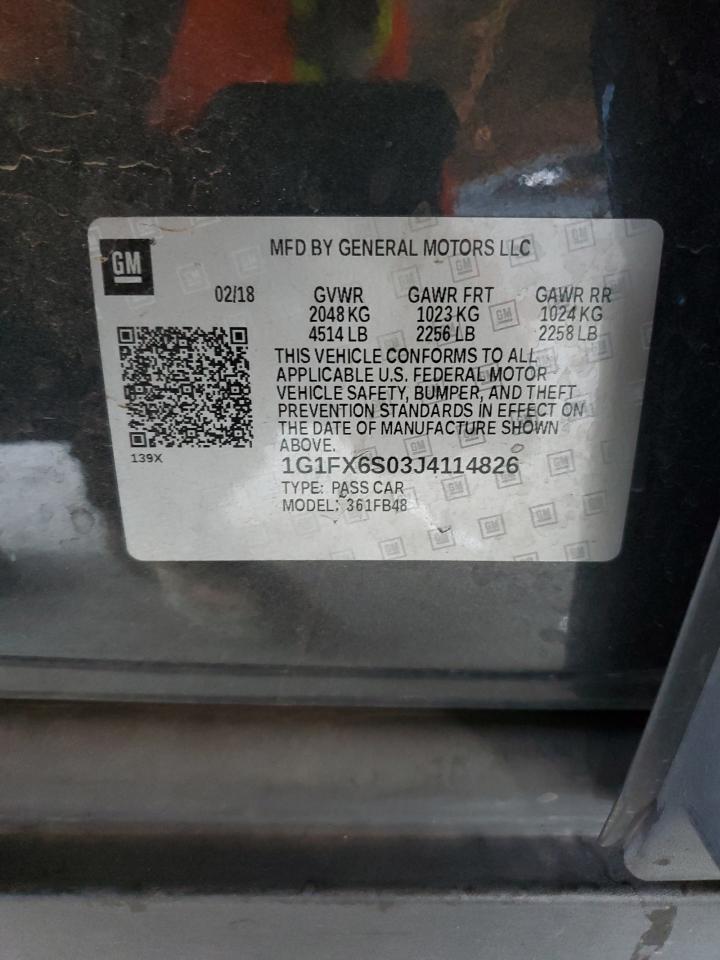 GM
MFD BY GENERAL MOTORS LLC
02/18 GVWR GAWR FRT GAWR RR
2048 KG 1023 KG 1024 KG
4514 LB 2256 LB 2258 LB
THIS VEHICLE CONFORMS TO ALL
APPLICABLE U.S. FEDERAL MOTOR
VEHICLE SAFETY, BUMPER, AND THEFT
PREVENTION STANDARDS IN EFFECT ON
THE DATE OF MANUFACTURE SHOWN
ABOVE.
139X
1G1FX6S03J4114826
TYPE: PASS CAR
MODEL: 361FB48